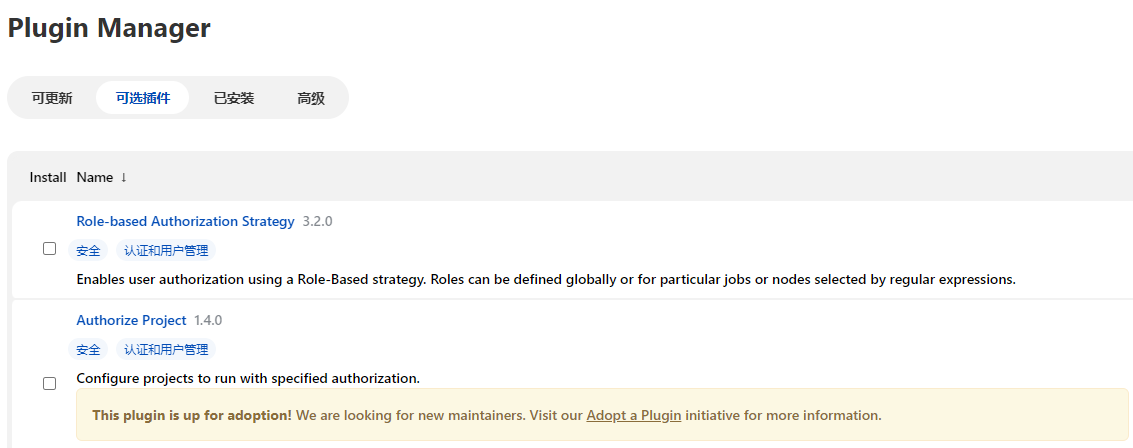 Plugin Manager
可更新 可选插件 已安装 高级
Install Name ↓
Role-based Authorization Strategy 3.2.0
安全 认证和用户管理
Enables user authorization using a Role-Based strategy. Roles can be defined globally or for particular jobs or nodes selected by regular expressions.
Authorize Project 1.4.0
安全 认证和用户管理
Configure projects to run with specified authorization.
This plugin is up for adoption! We are looking for new maintainers. Visit our Adopt a Plugin initiative for more information.